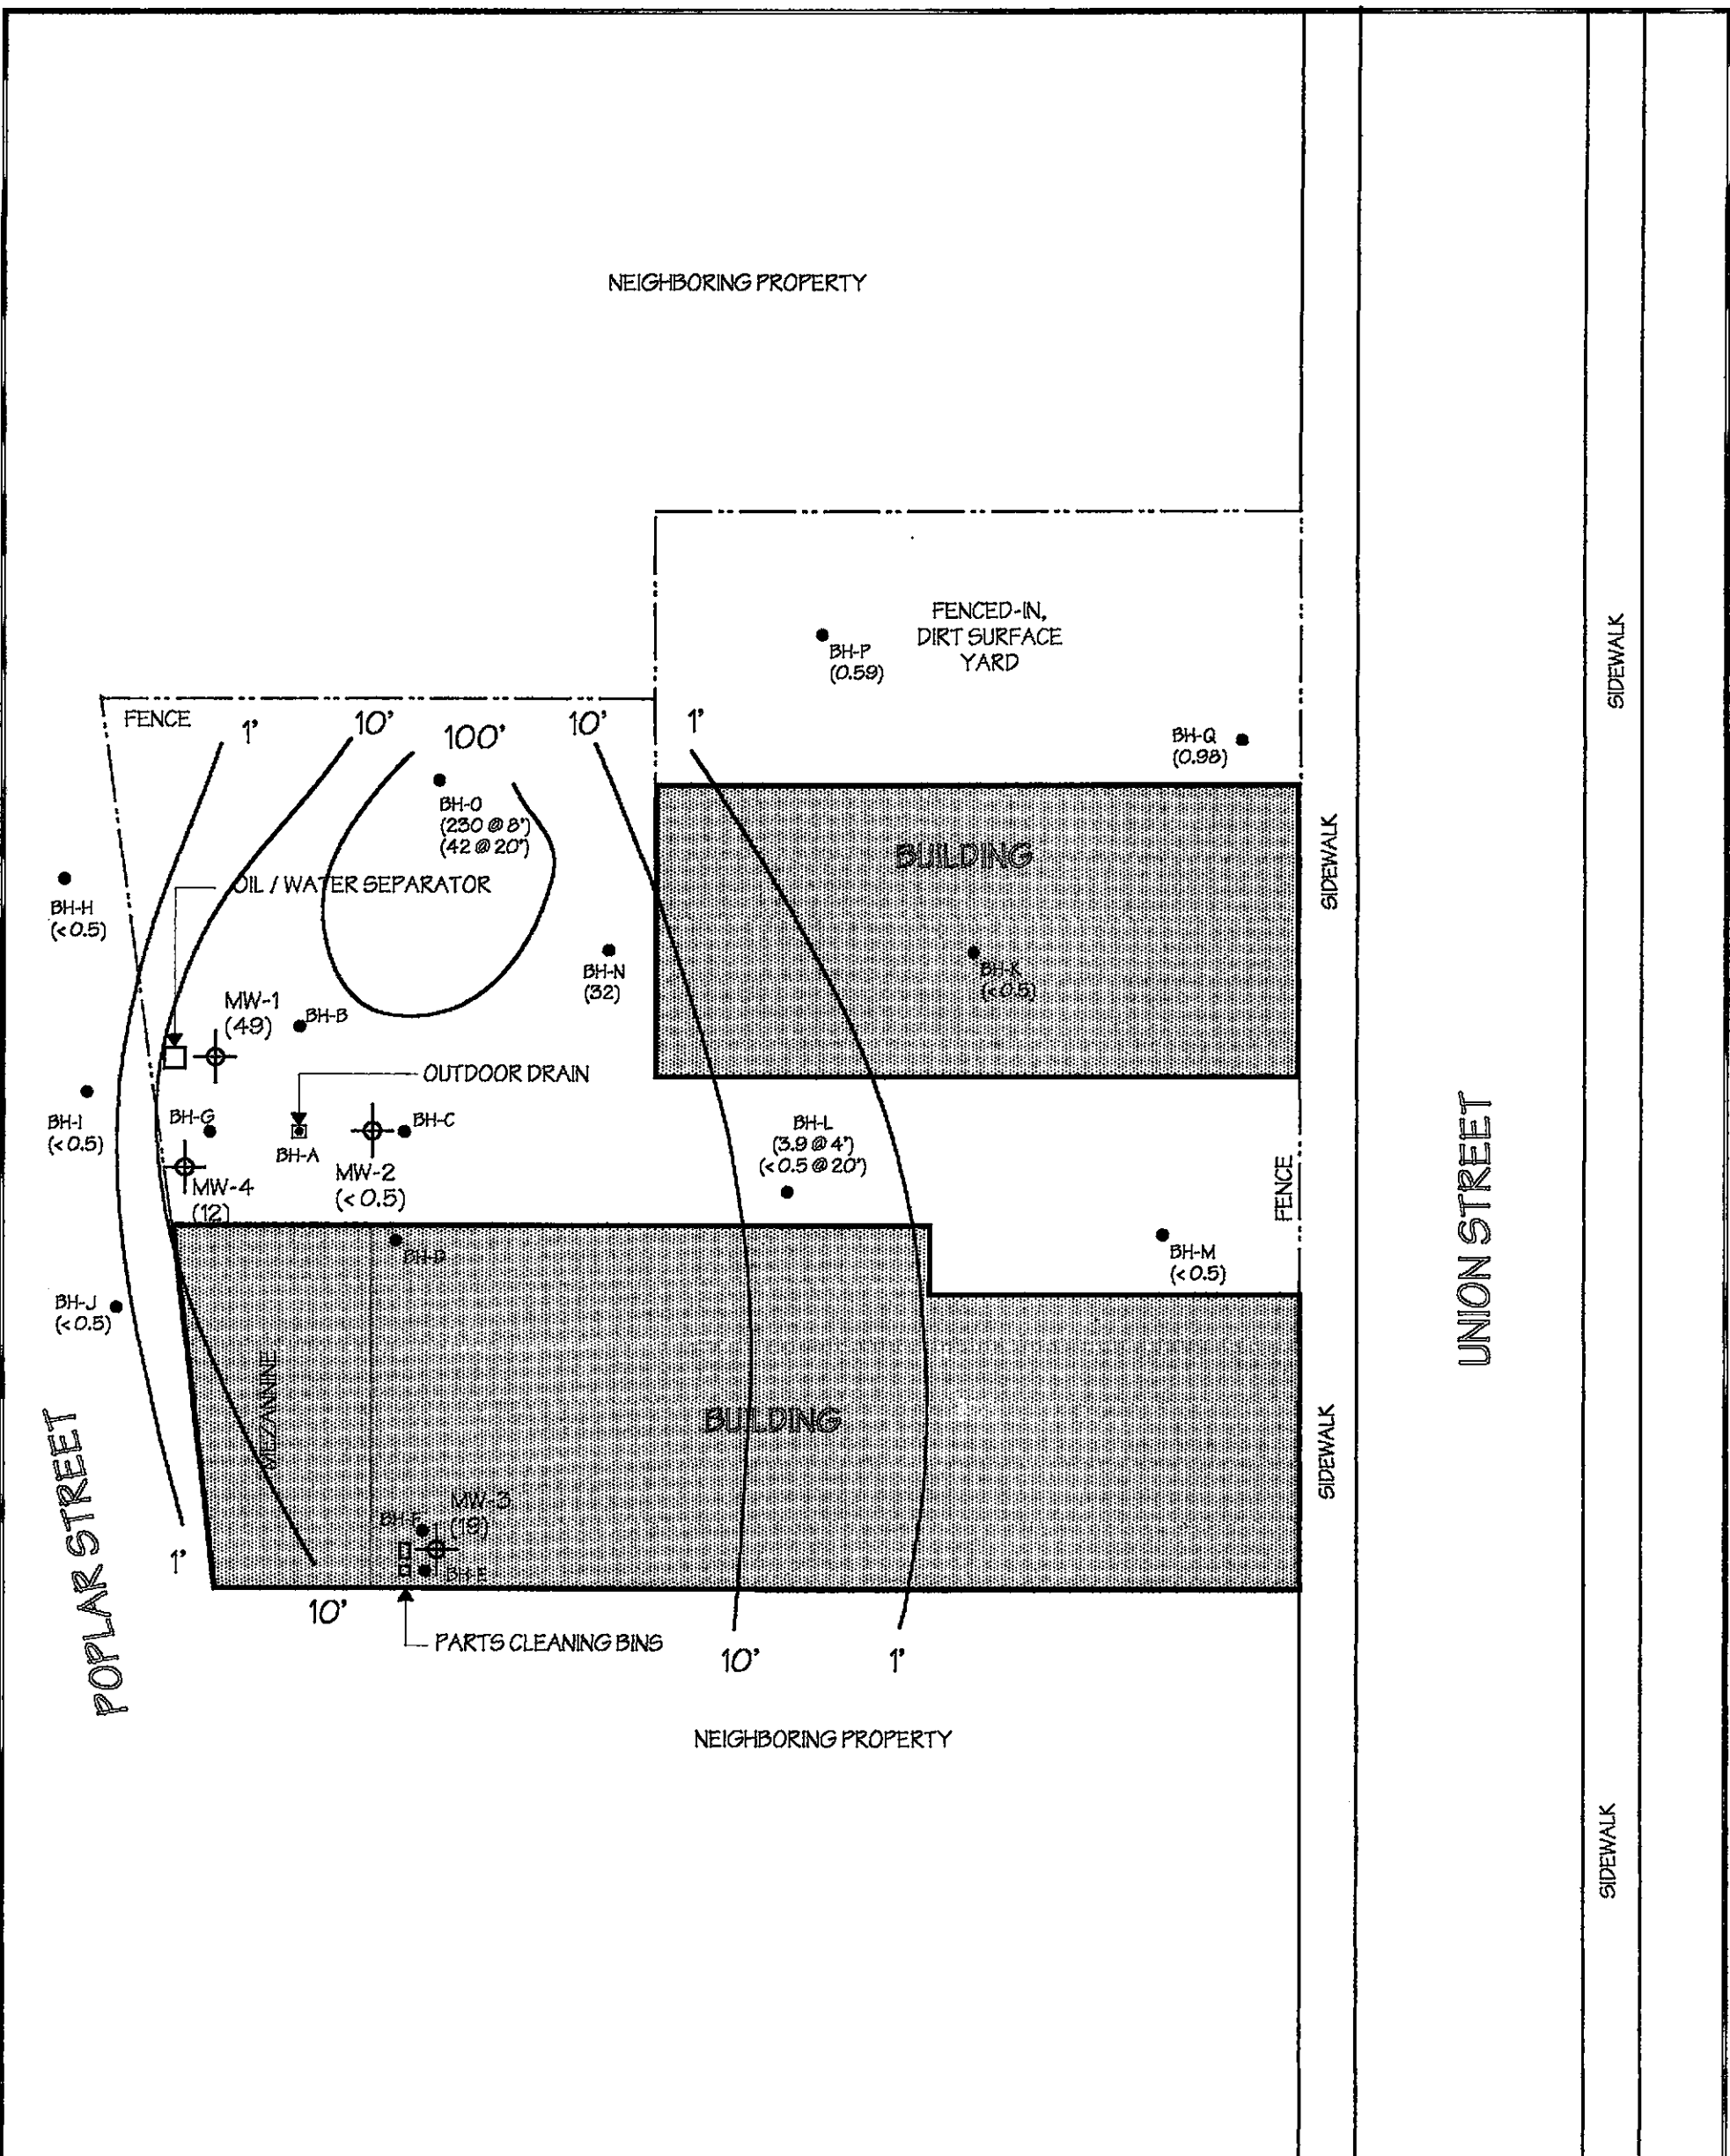 NEIGHBORING PROPERTY
FENCED-IN,
DIRT SURFACE
YARD
BH-P
(0.59)
SIDEWALK
FENCE
1'
10'
100'
10'
1'
BH-Q
(0.98)
BH-O
(230 @ 8')
(42 @ 20')
BUILDING
SIDEWALK
OIL / WATER SEPARATOR
BH-H
(< 0.5)
BH-N
(32)
BH-K
(< 0.5)
MW-1
(49)
BH-B
OUTDOOR DRAIN
BH-I
(< 0.5)
BH-G
BH-A
BH-C
MW-2
(< 0.5)
BH-L
(3.9 @ 4')
(< 0.5 @ 20')
MW-4
(12)
FENCE
UNION STREET
BH-D
BH-M
(< 0.5)
BH-J
(< 0.5)
MEZANNINE
BUILDING
SIDEWALK
POPLAR STREET
MW-3
(19)
BH-F
BH-E
1'
10'
PARTS CLEANING BINS
10'
1'
NEIGHBORING PROPERTY
SIDEWALK